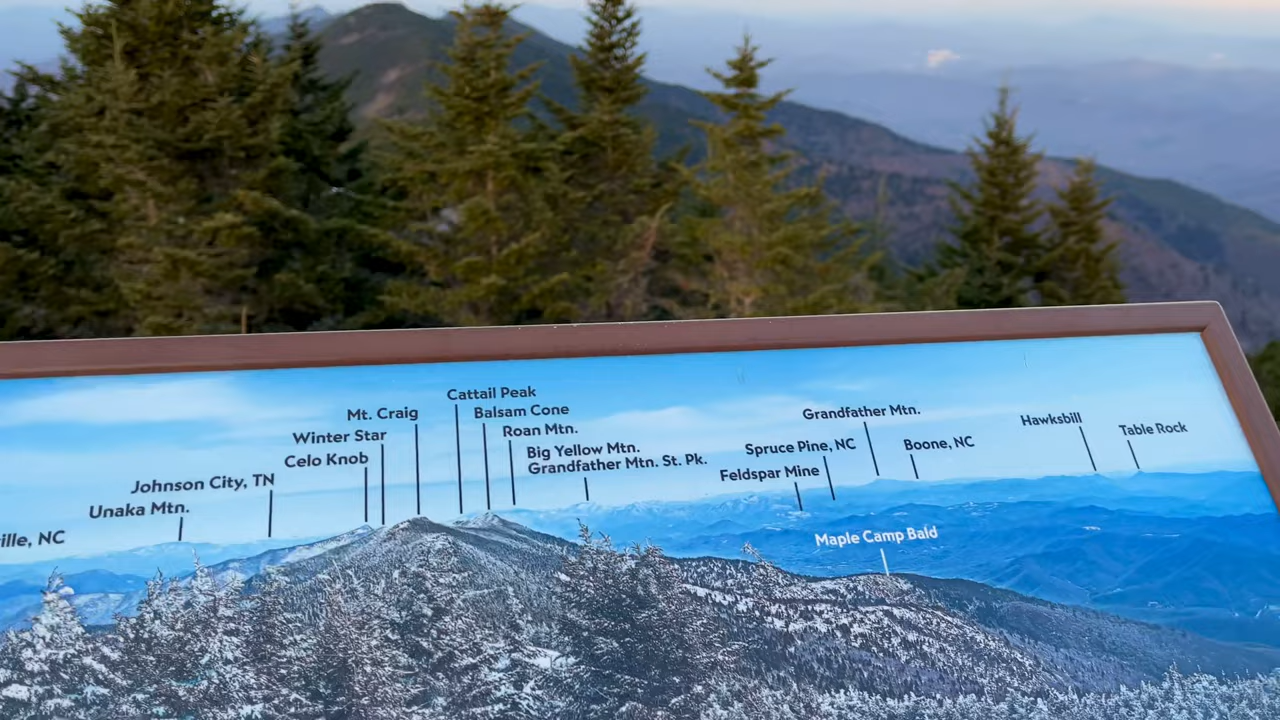 ille, NC
Unaka Mtn.
Johnson City, TN
Celo Knob
Winter Star
Mt. Craig
Cattail Peak
Balsam Cone
Roan Mtn.
Big Yellow Mtn.
Grandfather Mtn. St. Pk.
Feldspar Mine
Spruce Pine, NC
Grandfather Mtn.
Boone, NC
Maple Camp Bald
Hawksbill
Table Rock